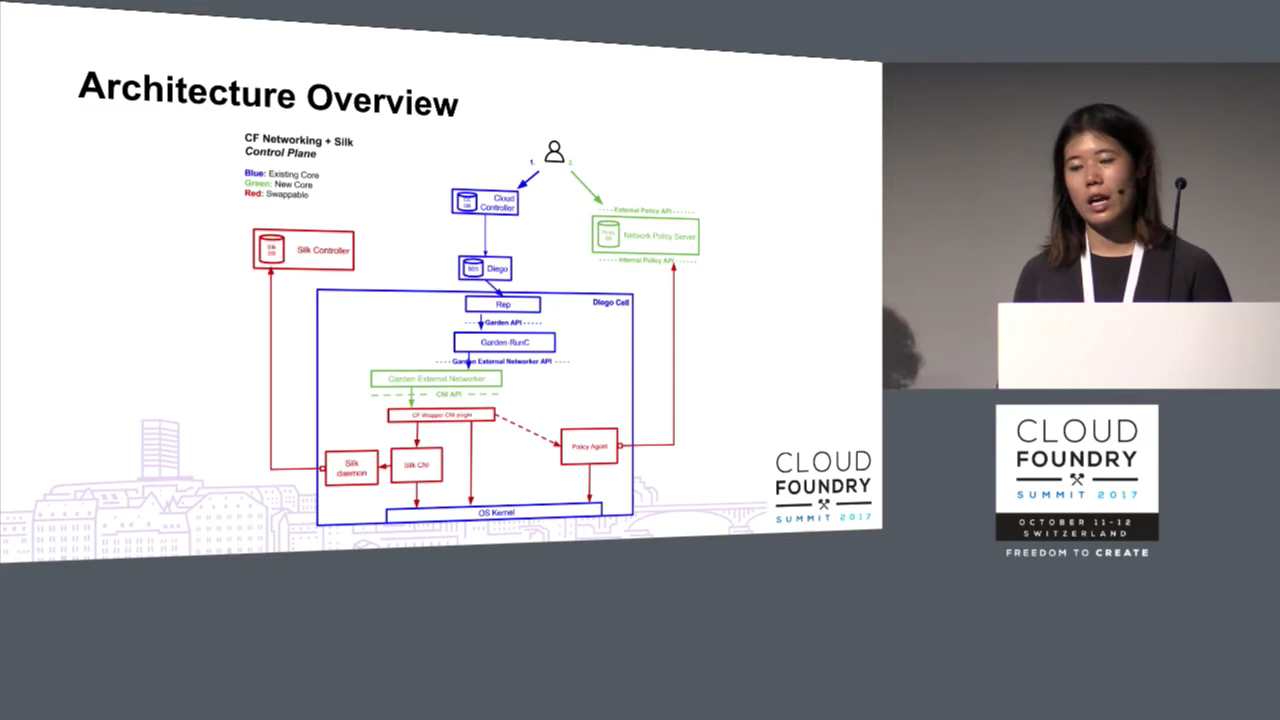 Architecture Overview
CF Networking + Silk
Control Plane
Blue: Existing Core
Green: New Core
Red: Swappable
1.
2.
Cloud
Controller
External Policy API
Network Policy Server
Internal Policy API
Silk Controller
BBS
Diego
Diego Cell
Rep
Garden API
Garden-RunC
Garden External Networker API
Garden External Networker
CNI API
CF Wrapper CNI plugin
Policy Agent
Silk
daemon
Silk CNI
OS Kernel
CLOUD
FOUNDRY
SUMMIT 2017
CLOUD
FOUNDRY
SUMMIT 2017
OCTOBER 11-12
SWITZERLAND
FREEDOM TO CREATE